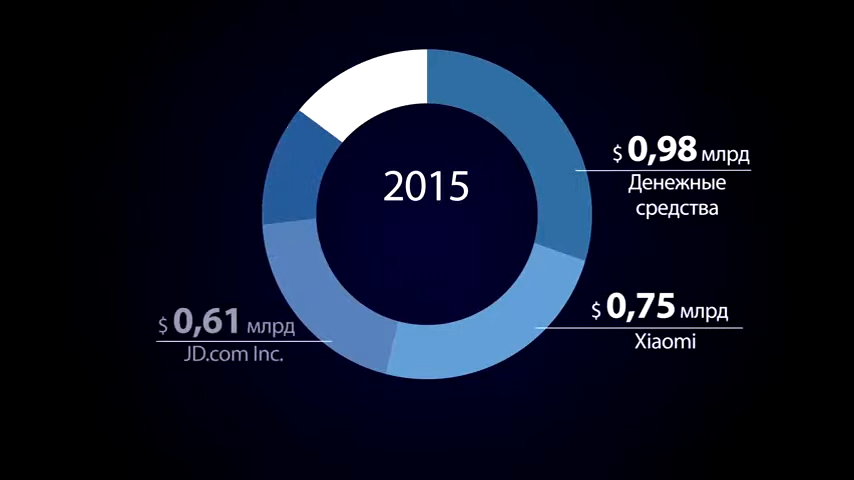 2015
$ 0,98 млрд
Денежные
средства
$ 0,75 млрд
Xiaomi
$ 0,61 млрд
JD.com Inc.